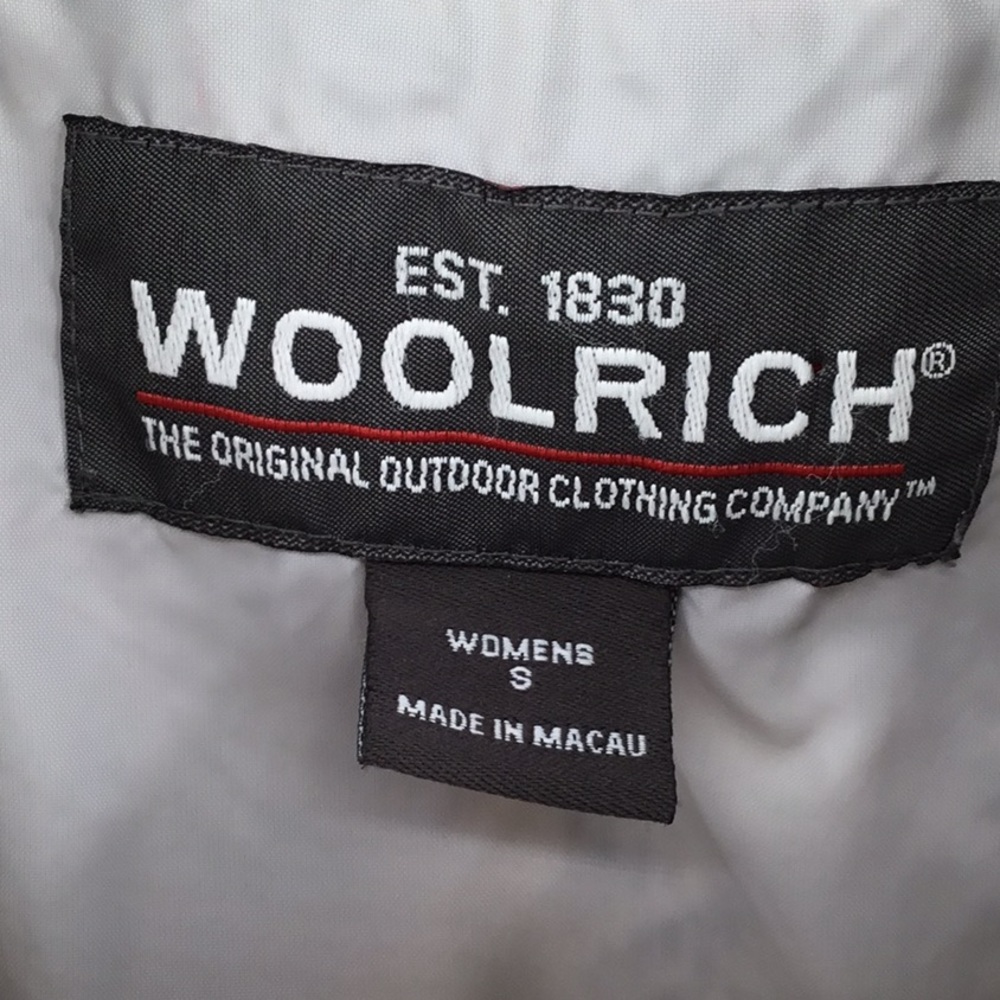 EST. 1830
WOOLRICH®
THE ORIGINAL OUTDOOR CLOTHING COMPANY™
WOMENS
S
MADE IN MACAU